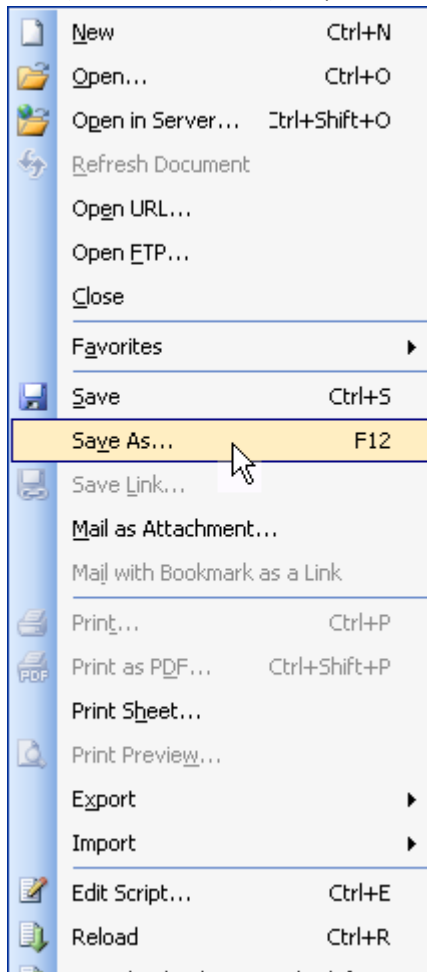 New Ctrl+N
Open... Ctrl+O
Open in Server... Ctrl+Shift+O
Refresh Document
Open URL...
Open FTP...
Close
Favorites
Save Ctrl+S
Save As... F12
Save Link...
Mail as Attachment...
Mail with Bookmark as a Link
Print... Ctrl+P
PDF Print as PDF... Ctrl+Shift+P
Print Sheet...
Print Preview...
Export
Import
Edit Script... Ctrl+E
Reload Ctrl+R